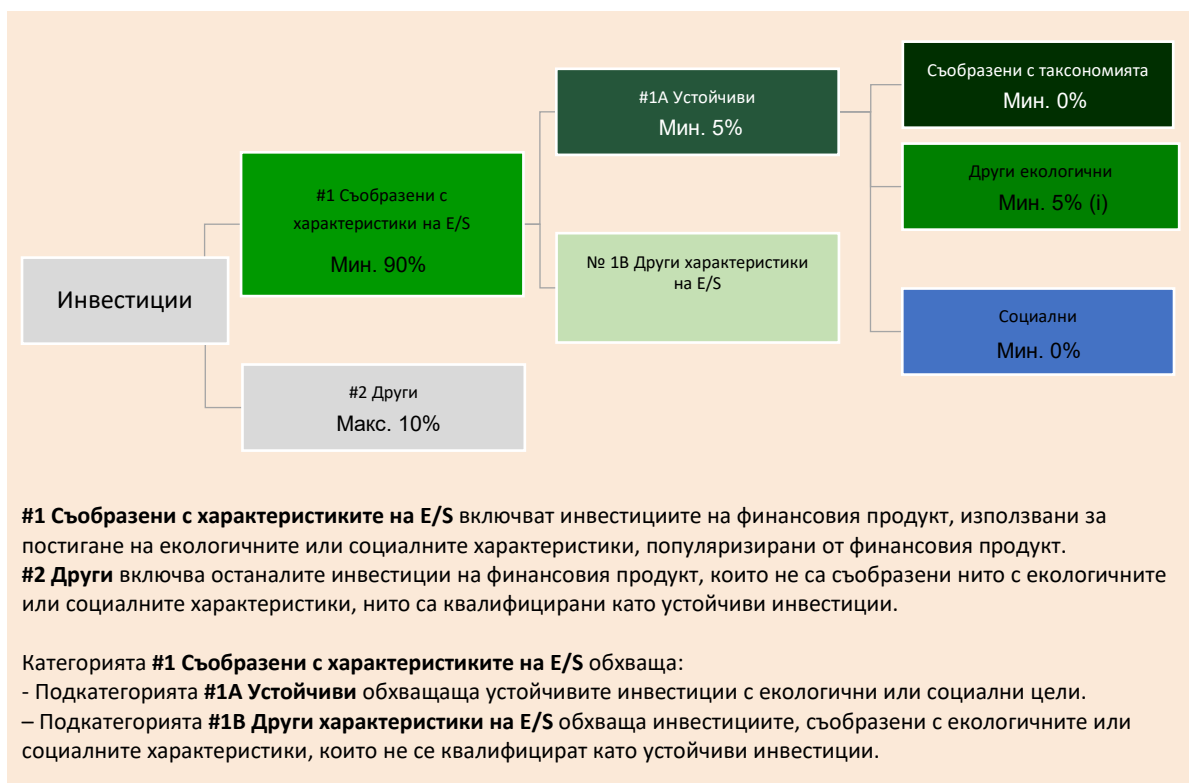 Съобразени с таксономията
Мин. 0%
#1A Устойчиви
Мин. 5%
Други екологични
Мин. 5% (i)
#1 Съобразени с
характеристики на E/S
Мин. 90%
№ 1B Други характеристики
на E/S
Инвестиции
Социални
Мин. 0%
#2 Други
Макс. 10%
#1 Съобразени с характеристиките на E/S включват инвестициите на финансовия продукт, използвани за
постигане на екологичните или социалните характеристики, популяризирани от финансовия продукт.
#2 Други включва останалите инвестиции на финансовия продукт, които не са съобразени нито с екологичните
или социалните характеристики, нито са квалифицирани като устойчиви инвестиции.
Категорията #1 Съобразени с характеристиките на E/S обхваща:
- Подкатегорията #1A Устойчиви обхващаща устойчивите инвестиции с екологични или социални цели.
– Подкатегорията #1B Други характеристики на E/S обхваща инвестициите, съобразени с екологичните или
социалните характеристики, които не се квалифицират като устойчиви инвестиции.